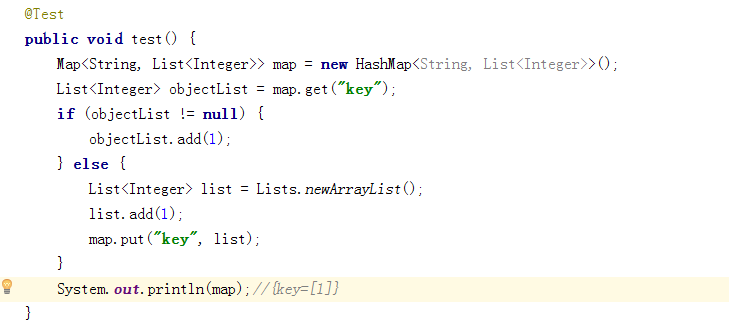 @Test
public void test() {
    Map<String, List<Integer>> map = new HashMap<String, List<Integer>>();
    List<Integer> objectList = map.get("key");
    if (objectList != null) {
        objectList.add(1);
    } else {
        List<Integer> list = Lists.newArrayList();
        list.add(1);
        map.put("key", list);
    }
    System.out.println(map);//{key=[1]}
}